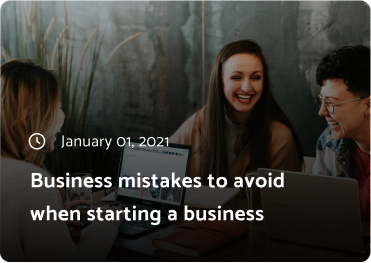 January 01, 2021
Business mistakes to avoid
when starting a business